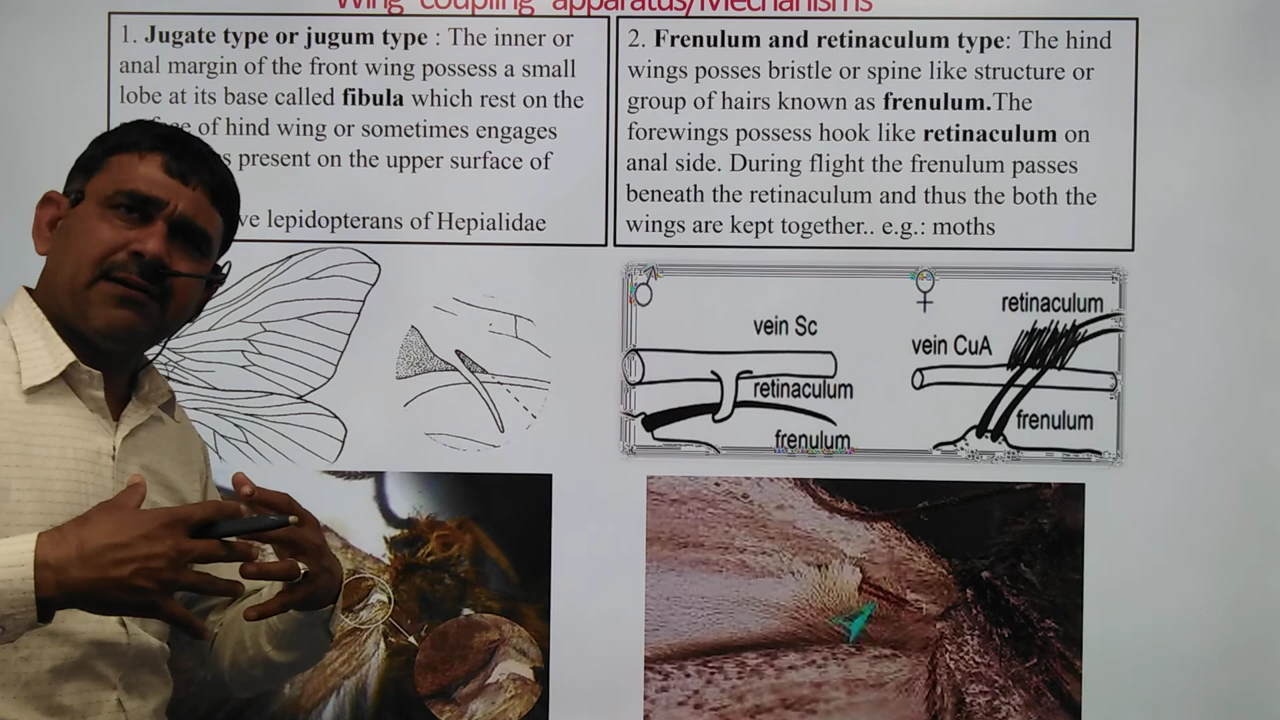 Wing coupling apparatus/Mechanisms
1. Jugate type or jugum type : The inner or
anal margin of the front wing possess a small
lobe at its base called fibula which rest on the
of hind wing or sometimes engages
present on the upper surface of
lepidopterans of Hepialidae
2. Frenulum and retinaculum type: The hind
wings posses bristle or spine like structure or
group of hairs known as frenulum.The
forewings possess hook like retinaculum on
anal side. During flight the frenulum passes
beneath the retinaculum and thus the both the
wings are kept together.. e.g.: moths
vein Sc
retinaculum
frenulum
retinaculum
vein CuA
frenulum